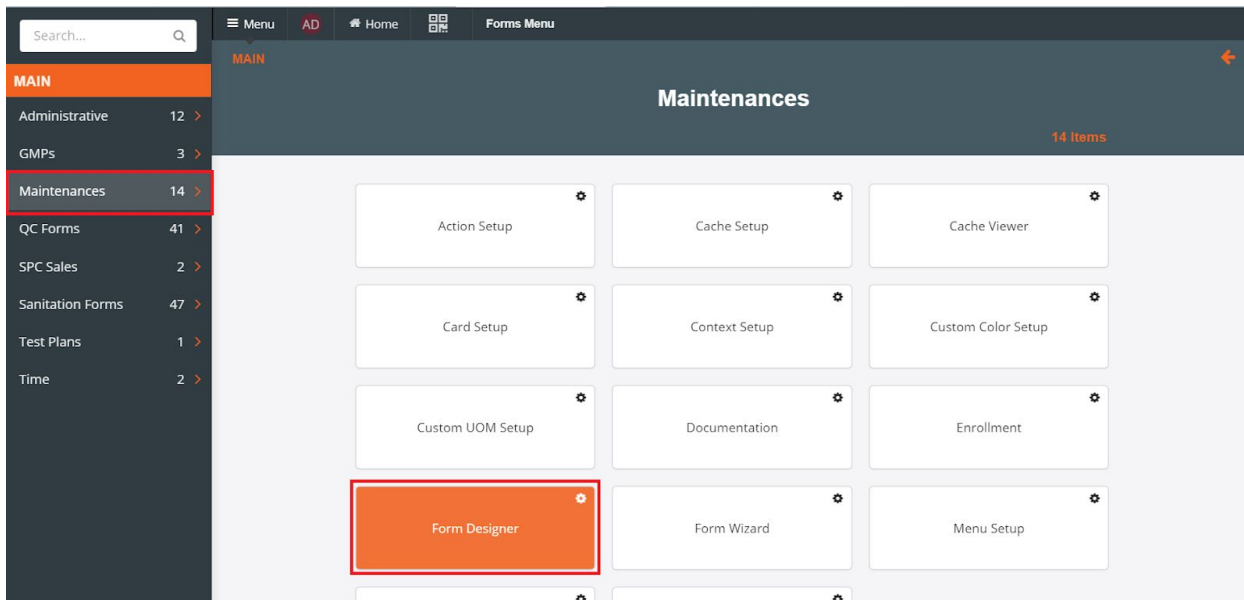 Search...
Menu AD Home Forms Menu
MAIN
MAIN
Administrative 12
GMPs 3
Maintenances 14
QC Forms 41
SPC Sales 2
Sanitation Forms 47
Test Plans 1
Time 2
Maintenances
14 Items
Action Setup
Cache Setup
Cache Viewer
Card Setup
Context Setup
Custom Color Setup
Custom UOM Setup
Documentation
Enrollment
Form Designer
Form Wizard
Menu Setup